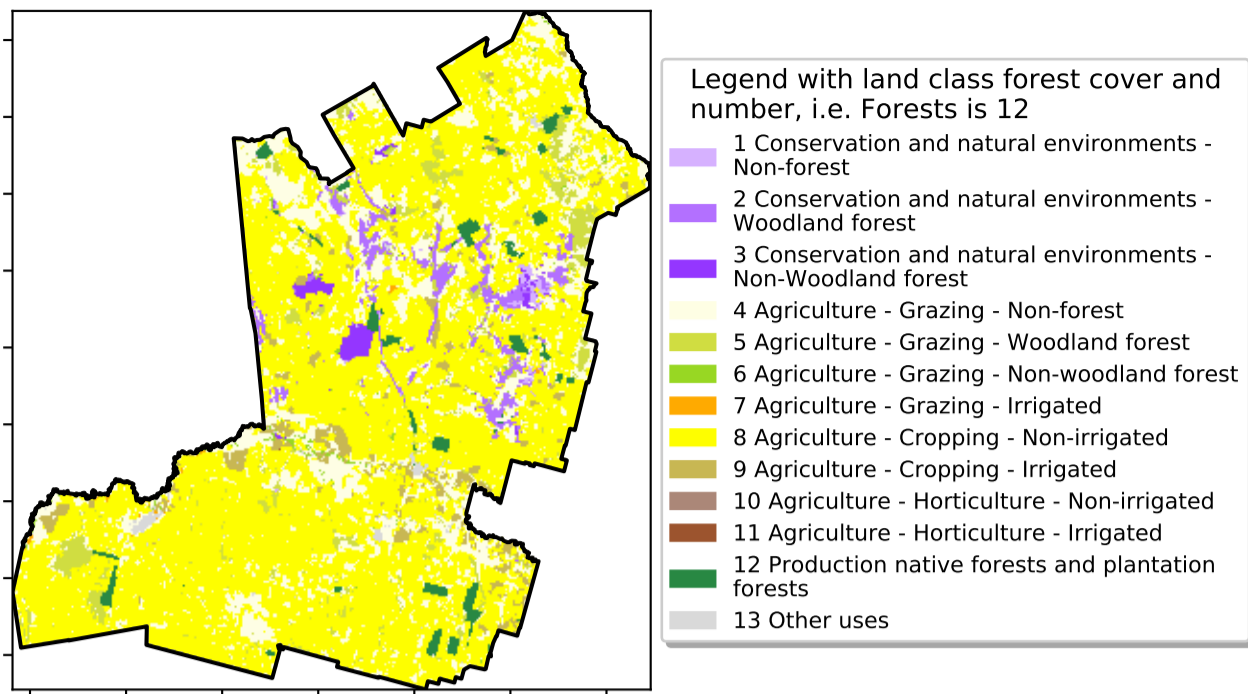 Legend with land class forest cover and
number, i.e. Forests is 12
1 Conservation and natural environments -
Non-forest
2 Conservation and natural environments -
Woodland forest
3 Conservation and natural environments -
Non-Woodland forest
4 Agriculture - Grazing - Non-forest
5 Agriculture - Grazing - Woodland forest
6 Agriculture - Grazing - Non-woodland forest
7 Agriculture - Grazing - Irrigated
8 Agriculture - Cropping - Non-irrigated
9 Agriculture - Cropping - Irrigated
10 Agriculture - Horticulture - Non-irrigated
11 Agriculture - Horticulture - Irrigated
12 Production native forests and plantation
forests
13 Other uses